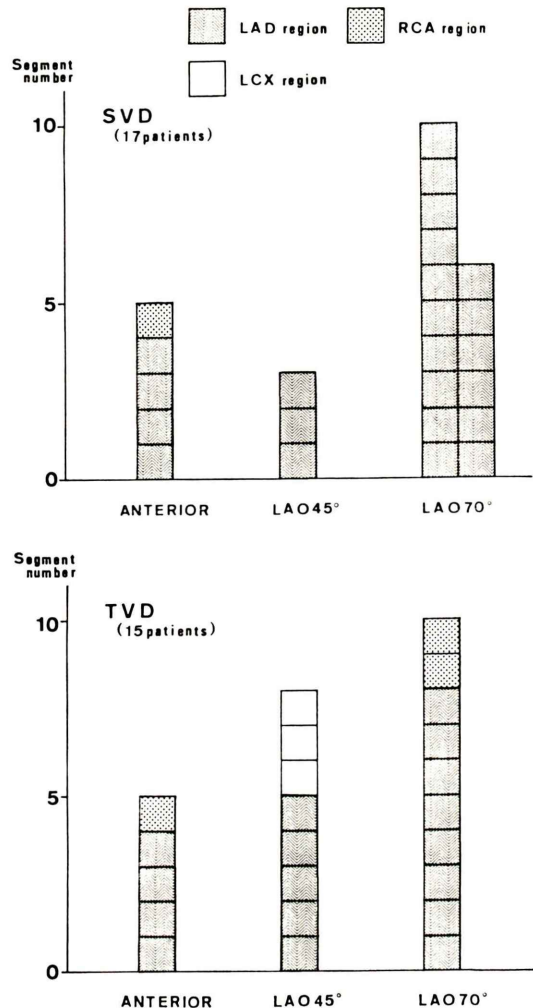 LAD region RCA region
LCX region
Segment
number
SVD
(17patients)
10
5
0
ANTERIOR LAO45° LAO70°
Segment
number
TVD
(15patients)
10
5
0
ANTERIOR LAO45° LAO70°